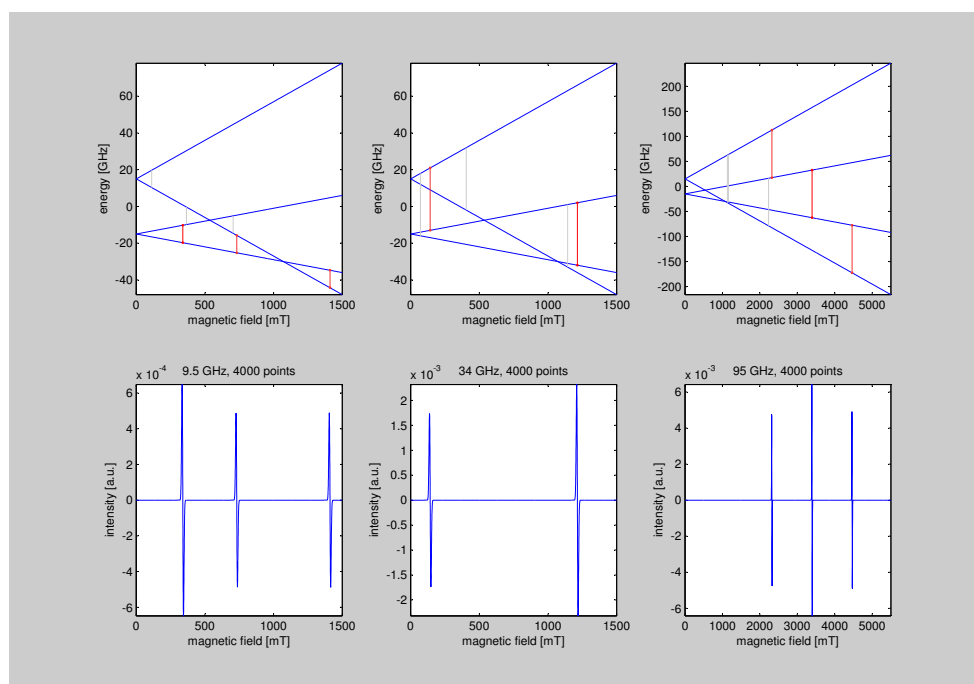 60
40
20
0
-20
-40
energy [GHz]
0 500 1000 1500
magnetic field [mT]
60
40
20
0
-20
-40
energy [GHz]
0 500 1000 1500
magnetic field [mT]
200
150
100
50
0
-50
-100
-150
-200
energy [GHz]
0 1000 2000 3000 4000 5000
magnetic field [mT]
x 10-4
9.5 GHz, 4000 points
6
4
2
0
-2
-4
-6
intensity [a.u.]
0 500 1000 1500
magnetic field [mT]
x 10-3
34 GHz, 4000 points
2
1.5
1
0.5
0
-0.5
-1
-1.5
-2
intensity [a.u.]
0 500 1000 1500
magnetic field [mT]
x 10-3
95 GHz, 4000 points
6
4
2
0
-2
-4
-6
intensity [a.u.]
0 1000 2000 3000 4000 5000
magnetic field [mT]